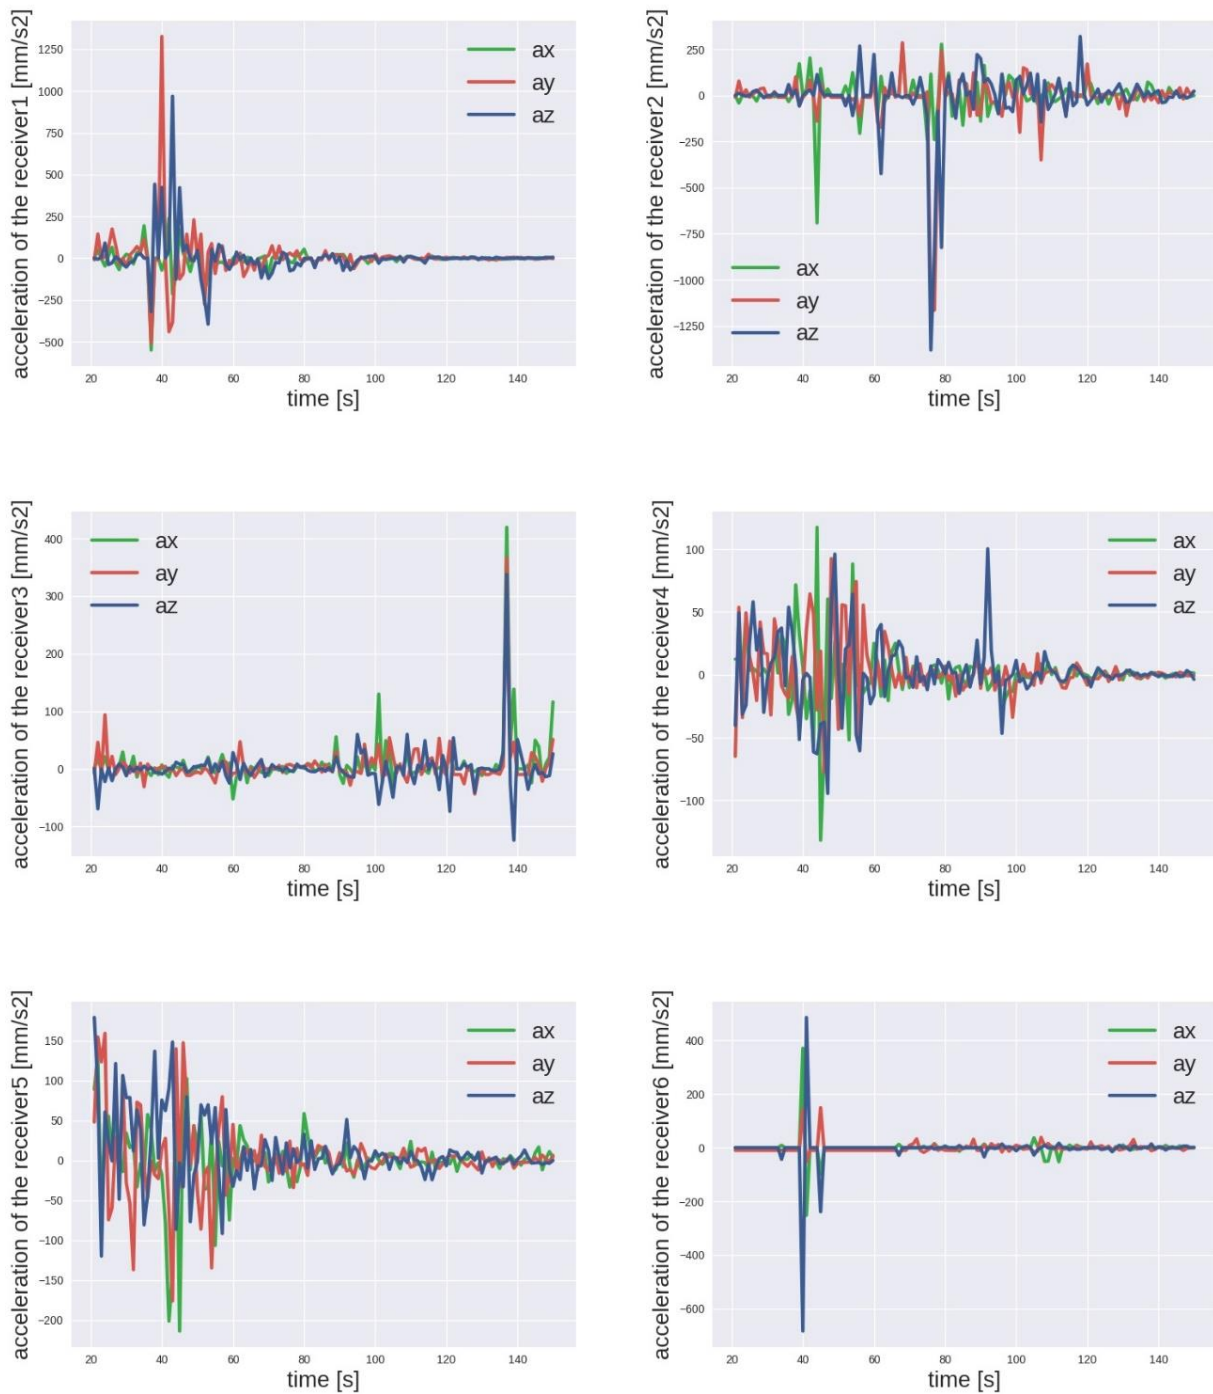 acceleration of the receiver1 [mm/s2]
1250
1000
750
500
250
0
−250
−500
ax
ay
az
20 40 60 80 100 120 140
time [s]
acceleration of the receiver2 [mm/s2]
250
0
−250
−500
−750
−1000
−1250
ax
ay
az
20 40 60 80 100 120 140
time [s]
acceleration of the receiver3 [mm/s2]
400
300
200
100
0
−100
ax
ay
az
20 40 60 80 100 120 140
time [s]
acceleration of the receiver4 [mm/s2]
100
50
0
−50
−100
ax
ay
az
20 40 60 80 100 120 140
time [s]
acceleration of the receiver5 [mm/s2]
150
100
50
0
−50
−100
−150
−200
ax
ay
az
20 40 60 80 100 120 140
time [s]
acceleration of the receiver6 [mm/s2]
400
200
0
−200
−400
−600
ax
ay
az
20 40 60 80 100 120 140
time [s]